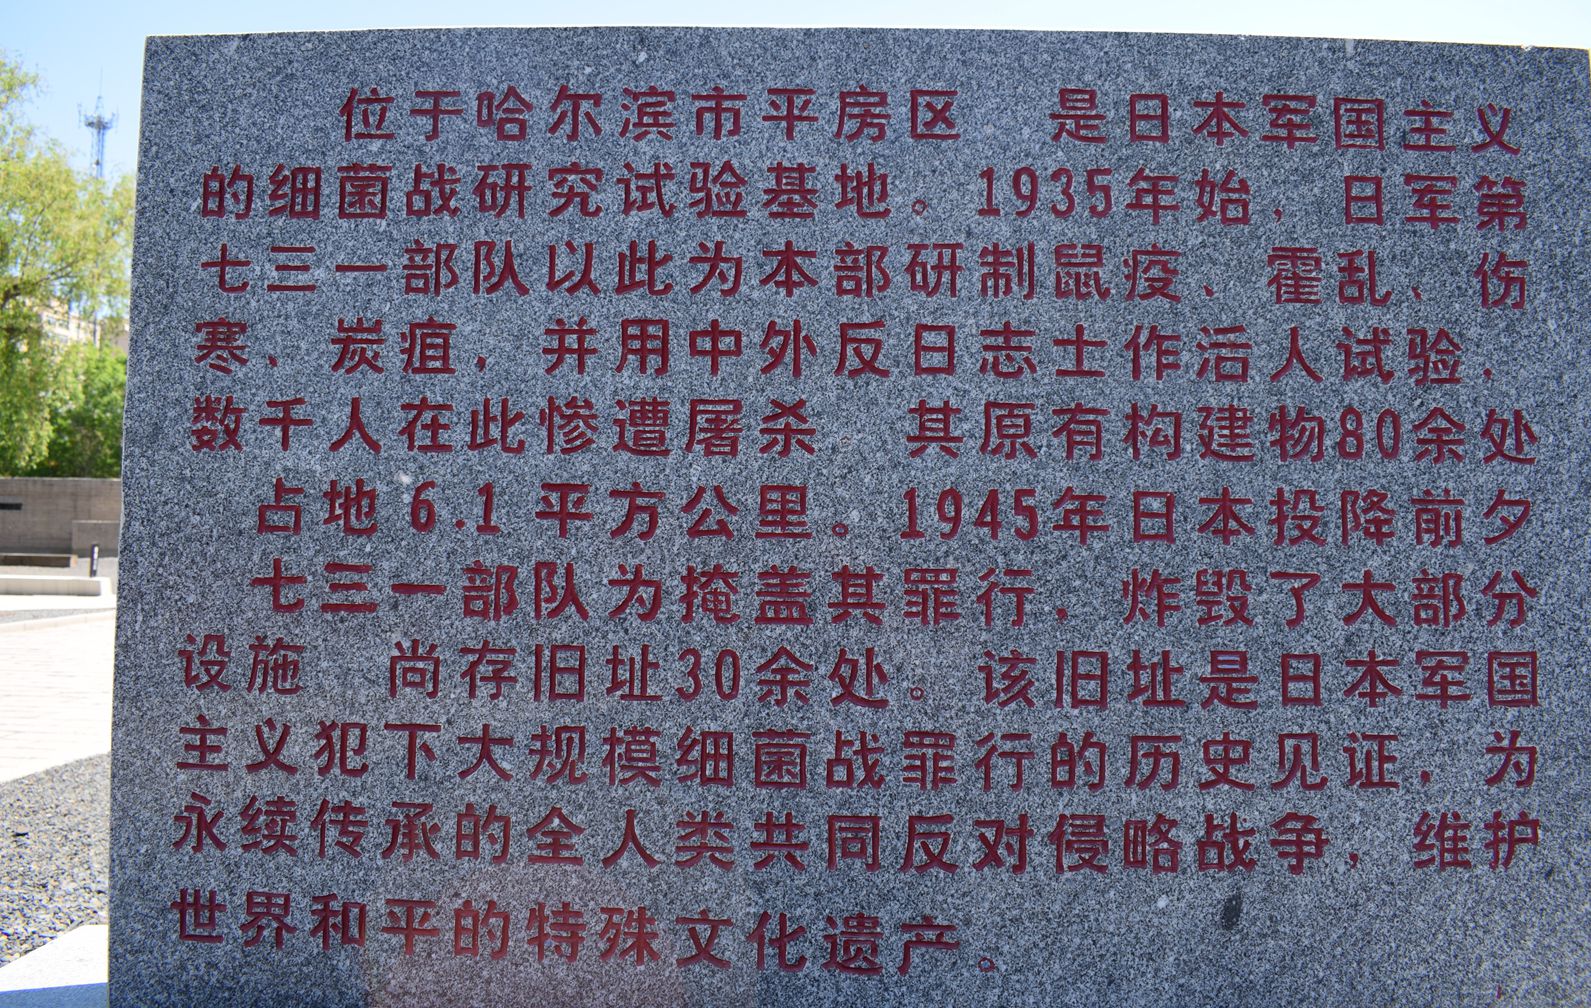 位于哈尔滨市平房区 是日本军国主义
的细菌战研究试验基地。1935年始，日军第
七三一部队以此为本部研制鼠疫、霍乱、伤
寒、炭疽，并用中外反日志士作活人试验，
数千人在此惨遭屠杀 其原有构建物80余处
占地6.1平方公里。1945年日本投降前夕
七三一部队为掩盖其罪行，炸毁了大部分
设施 尚存旧址30余处。该旧址是日本军国
主义犯下大规模细菌战罪行的历史见证，为
永续传承的全人类共同反对侵略战争，维护
世界和平的特殊文化遗产。